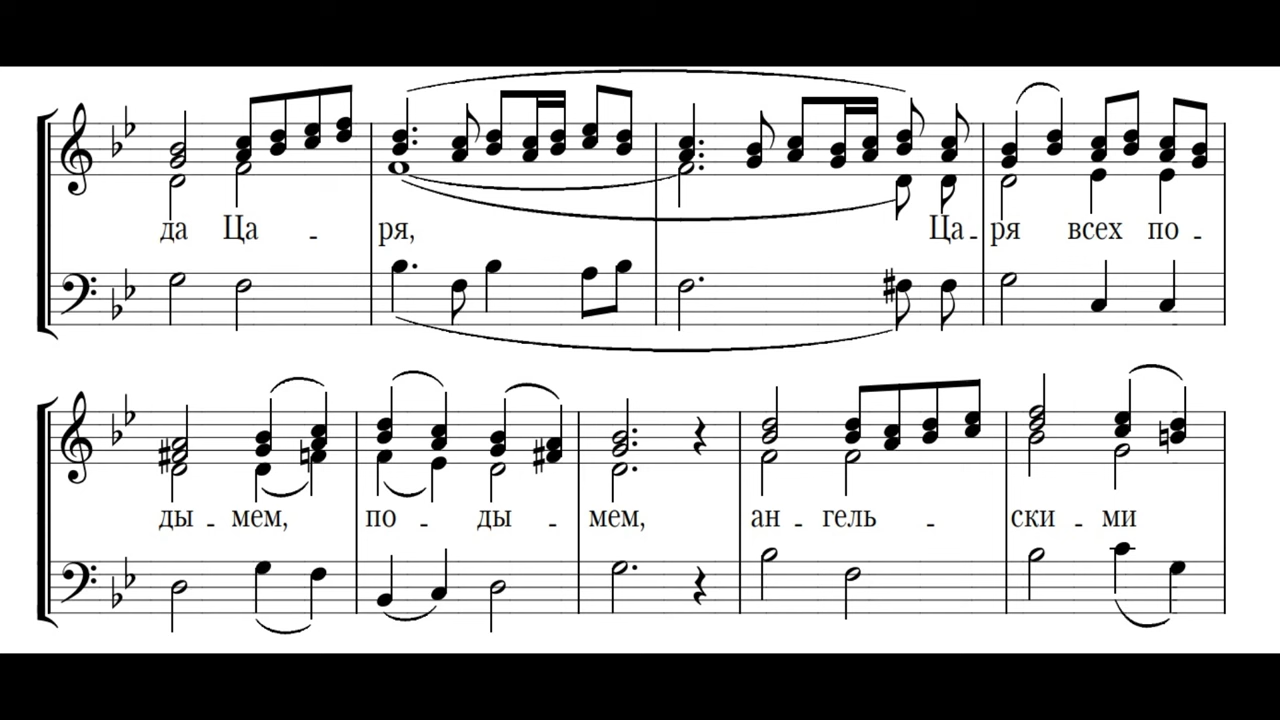 да Ца - ря, Ца - ря всех по -
ды - мем, по - ды - мем, ан - гель - ски - ми